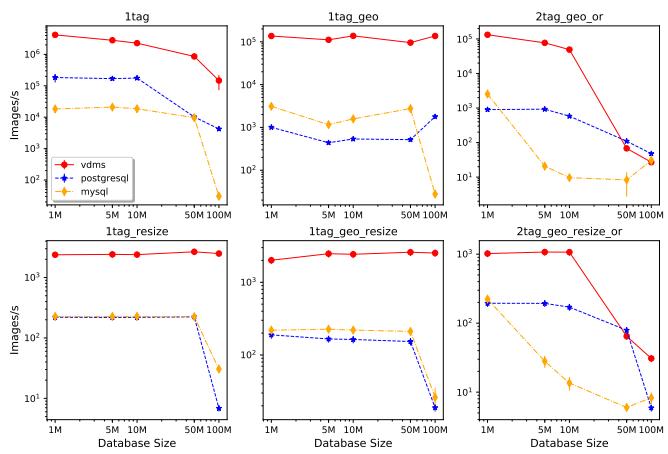 1tag
1tag_geo
2tag_geo_or
Images/s
10^6
10^5
10^4
10^3
10^2
vdms
postgresql
mysql
1M 5M 10M 50M 100M
10^5
10^4
10^3
10^2
1M 5M 10M 50M 100M
10^5
10^4
10^3
10^2
10^1
1M 5M 10M 50M 100M
1tag_resize
1tag_geo_resize
2tag_geo_resize_or
Images/s
10^3
10^2
10^1
1M 5M 10M 50M 100M
Database Size
10^3
10^2
1M 5M 10M 50M 100M
Database Size
10^3
10^2
10^1
1M 5M 10M 50M 100M
Database Size